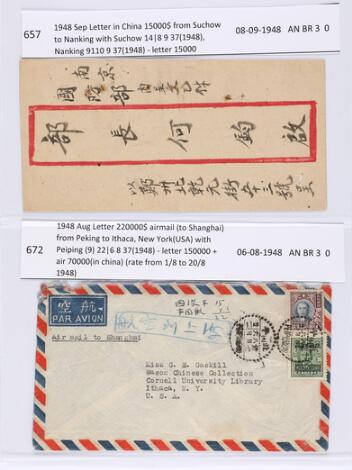 657
1948 Sep Letter in China 15000$ from Suchow
to Nanking with Suchow 14|8 9 37(1948),
Nanking 9110 9 37(1948) - letter 15000
08-09-1948 AN BR 3 0
南京
國防部
部長何
啟
672
1948 Aug Letter 220000$ airmail (to Shanghai)
from Peking to Ithaca, New York(USA) with
Peiping (9) 22|6 8 37(1948) - letter 150000 +
air 70000(in china) (rate from 1/8 to 20/8
1948)
06-08-1948 AN BR 3 0
空航
PAR AVION
Air mail to Shanghai
15
22
Miss G. E. Gaskill
Wason Chinese Collection
Cornell University Library
Ithaca, N. Y.
U. S. A.